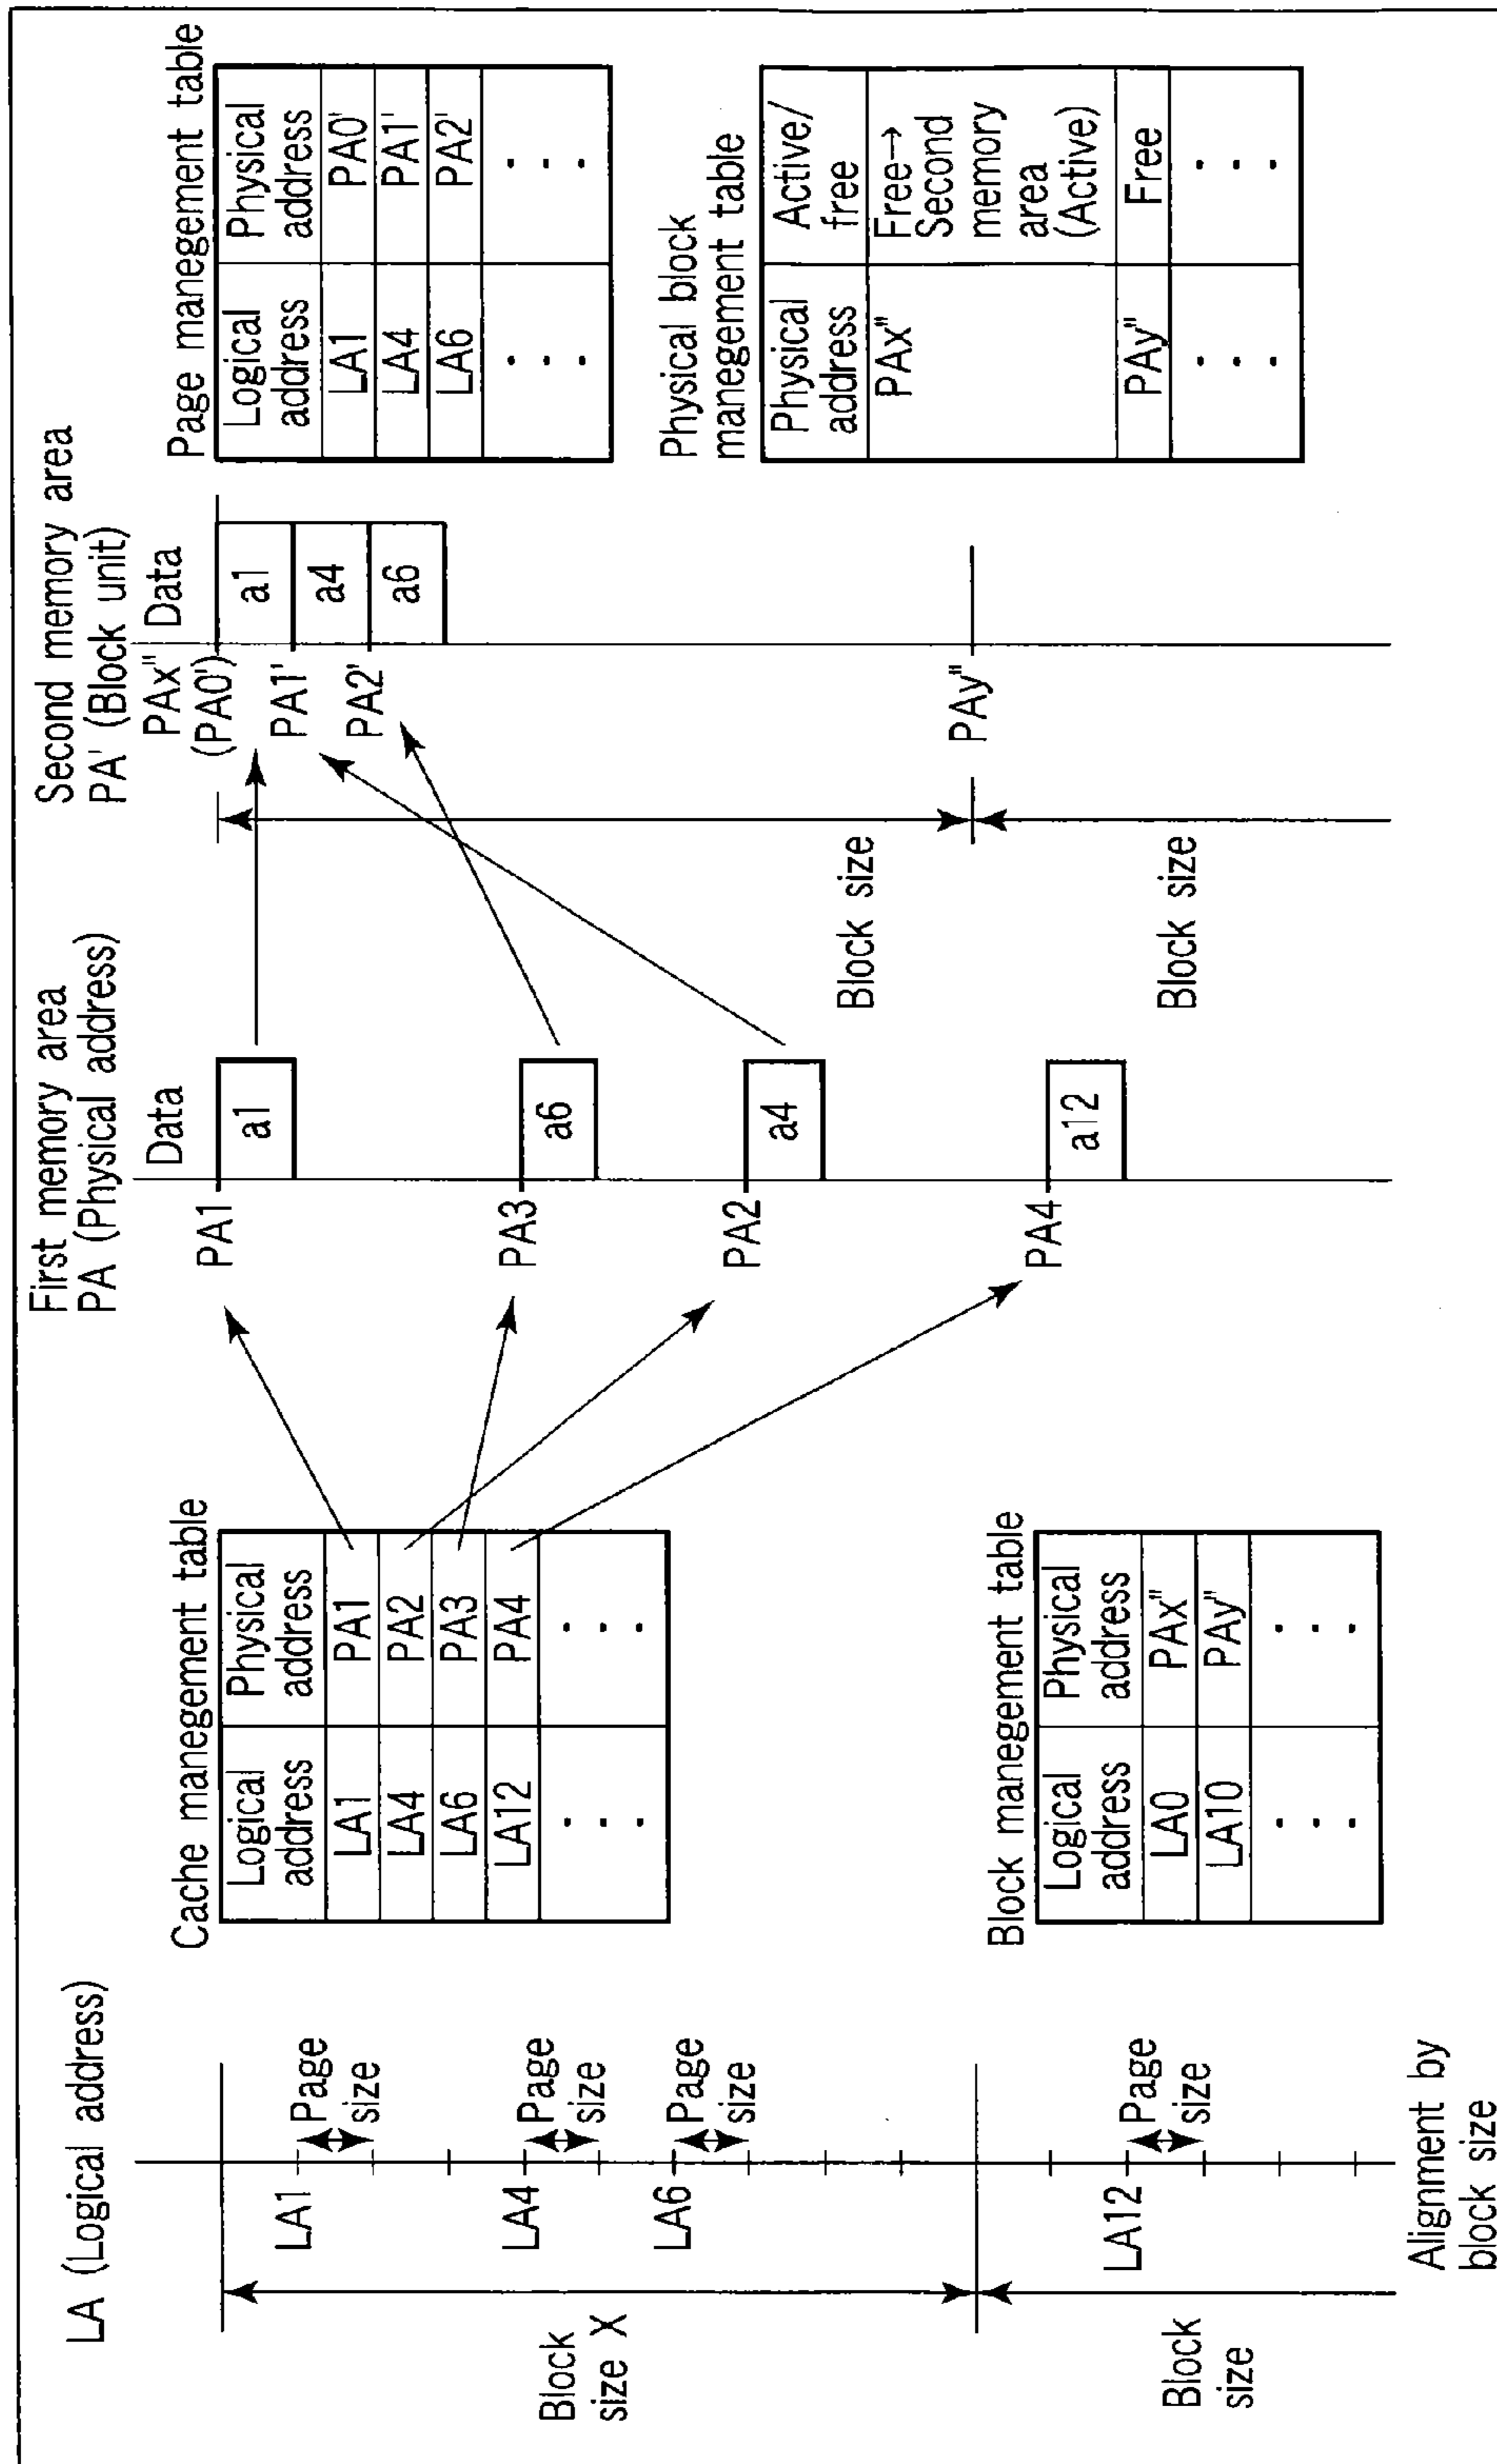 LA (Logical address)
LA1
Page
size
LA4
Page
size
LA6
Page
size
Block
size X
LA12
Page
size
Block
size
Alignment by
block size
Cache manegement table
Logical
address
Physical
address
LA1
PA1
LA4
PA2
LA6
PA3
LA12
PA4
Block manegement table
Logical
address
Physical
address
LA0
PAx"
LA10
PAy"
First memory area
PA (Physical address)
Data
PA1
a1
PA3
a6
PA2
a4
PA4
a12
Second memory area
PA' (Block unit)
PAx"
(PA0')
Data
PA1'
PA2'
a1
a4
a6
PAy"
Block size
Block size
Page manegement table
Logical
address
Physical
address
LA1
PA0'
LA4
PA1'
LA6
PA2'
Physical block
manegement table
Physical
address
Active/
free
PAx"
Free→
Second
memory
area
(Active)
PAy"
Free